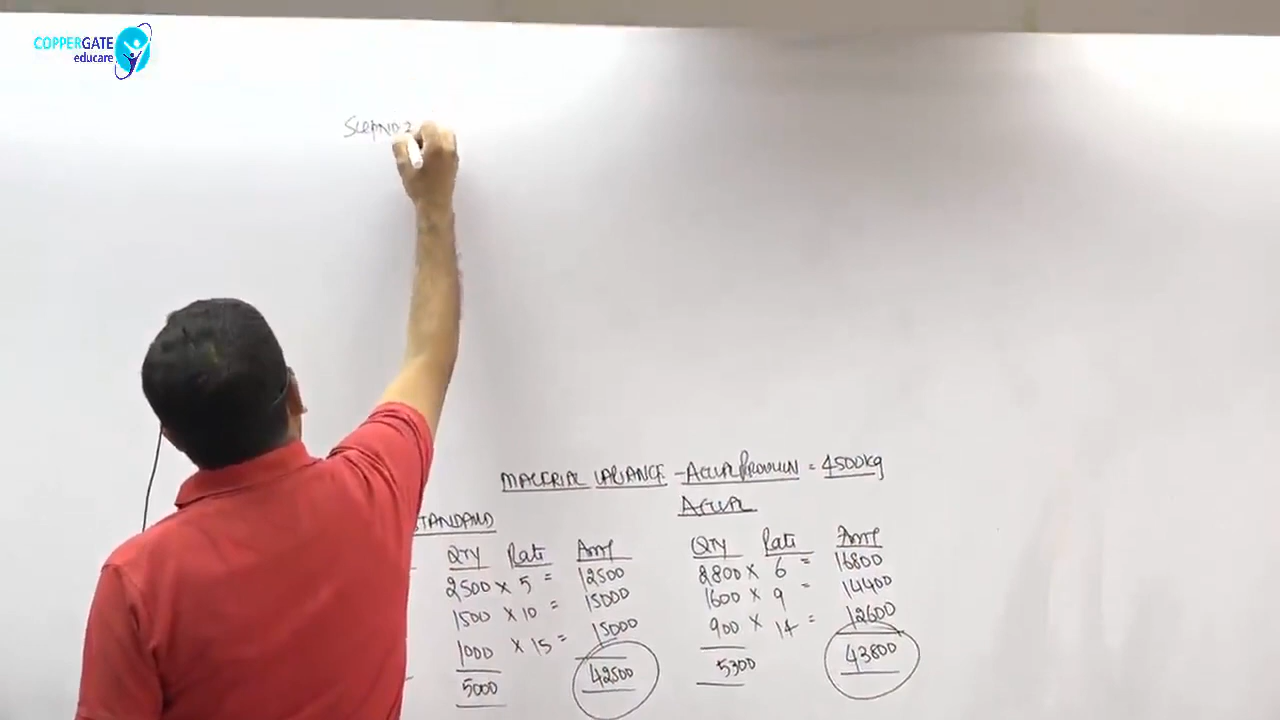 COPPERGATE
educare
MATERIAL VARIANCE - ACTUAL = 4500kg
STANDARD ACTUAL
QTY Rate Amt QTY Rate Amt
2500 × 5 = 12500 2800 × 6 = 16800
1500 × 10 = 15000 1600 × 9 = 14400
1000 × 15 = 15000 900 × 14 = 12600
5000 42500 5300 43800